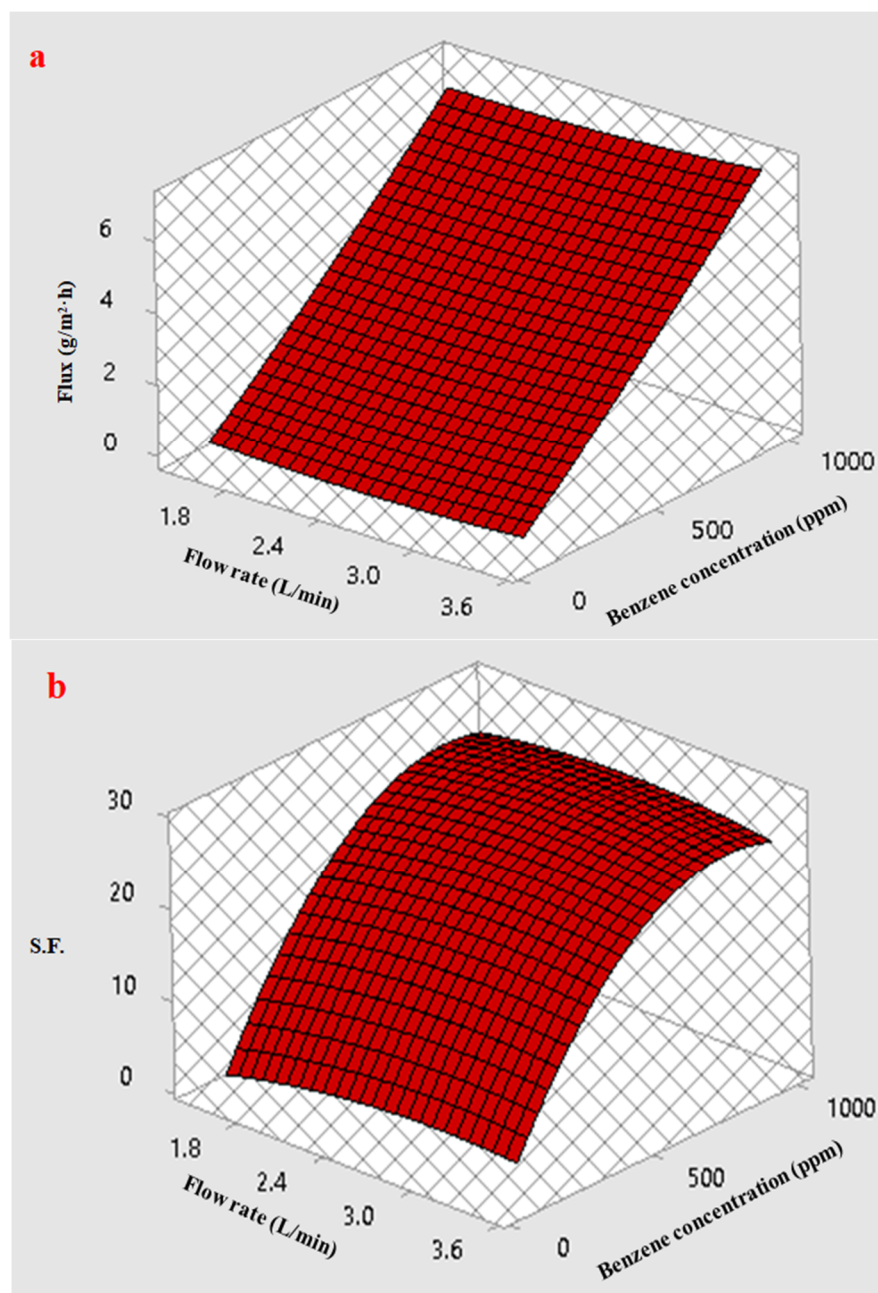 a
6
4
2
0
Flux (g/m²·h)
1.8
2.4
3.0
3.6
Flow rate (L/min)
0
500
1000
Benzene concentration (ppm)
b
30
20
10
0
S.F.
1.8
2.4
3.0
3.6
Flow rate (L/min)
0
500
1000
Benzene concentration (ppm)